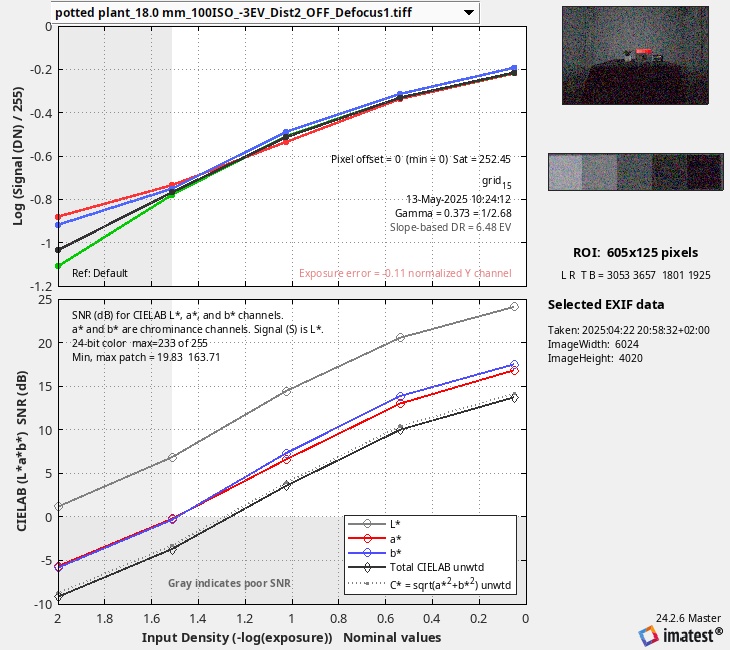 potted plant_18.0 mm_100ISO_-3EV_Dist2_OFF_Defocus1.tiff
0
-0.2
-0.4
-0.6
-0.8
-1
-1.2
Log (Signal (DN) / 255)
Pixel offset = 0 (min = 0) Sat = 252.45
grid15
13-May-2025 10:24:12
Gamma = 0.373 = 1/2.68
Slope-based DR = 6.48 EV
Ref: Default
Exposure error = -0.11 normalized Y channel
25
20
15
10
5
0
-5
-10
CIELAB (L*a*b*) SNR (dB)
SNR (dB) for CIELAB L*, a*, and b* channels.
a* and b* are chrominance channels. Signal (S) is L*.
24-bit color max=233 of 255
Min, max patch = 19.83 163.71
L*
a*
b*
Total CIELAB unwtd
C* = sqrt(a*2+b*2) unwtd
Gray indicates poor SNR
2 1.8 1.6 1.4 1.2 1 0.8 0.6 0.4 0.2 0
Input Density (-log(exposure)) Nominal values
ROI: 605x125 pixels
L R T B = 3053 3657 1801 1925
Selected EXIF data
Taken: 2025:04:22 20:58:32+02:00
ImageWidth: 6024
ImageHeight: 4020
24.2.6 Master
imatest®